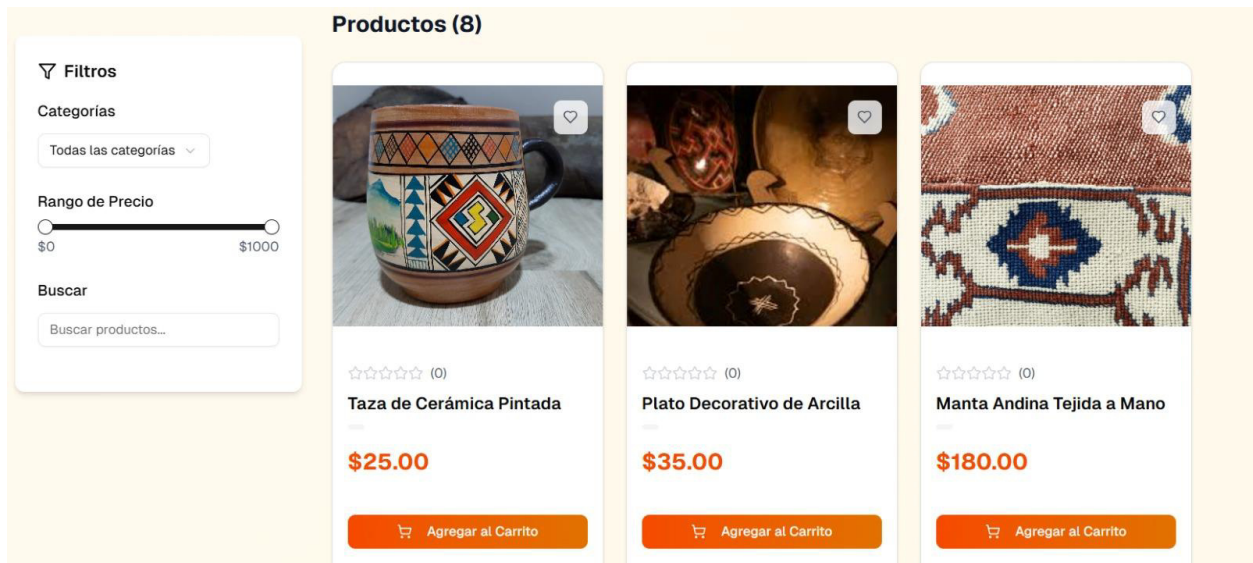 Productos (8)
Filtros
Categorías
Todas las categorías
Rango de Precio
$0 $1000
Buscar
Buscar productos...
(0)
Taza de Cerámica Pintada
$25.00
Agregar al Carrito
(0)
Plato Decorativo de Arcilla
$35.00
Agregar al Carrito
(0)
Manta Andina Tejida a Mano
$180.00
Agregar al Carrito